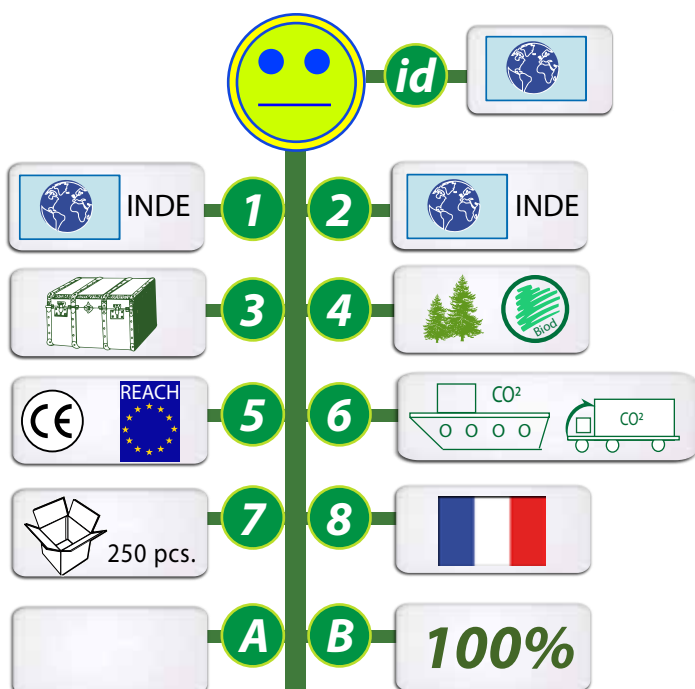 id
INDE
1
2
INDE
3
4
Biod
CE
REACH
5
6
CO²
CO²
250 pcs.
7
8
A
B
100%